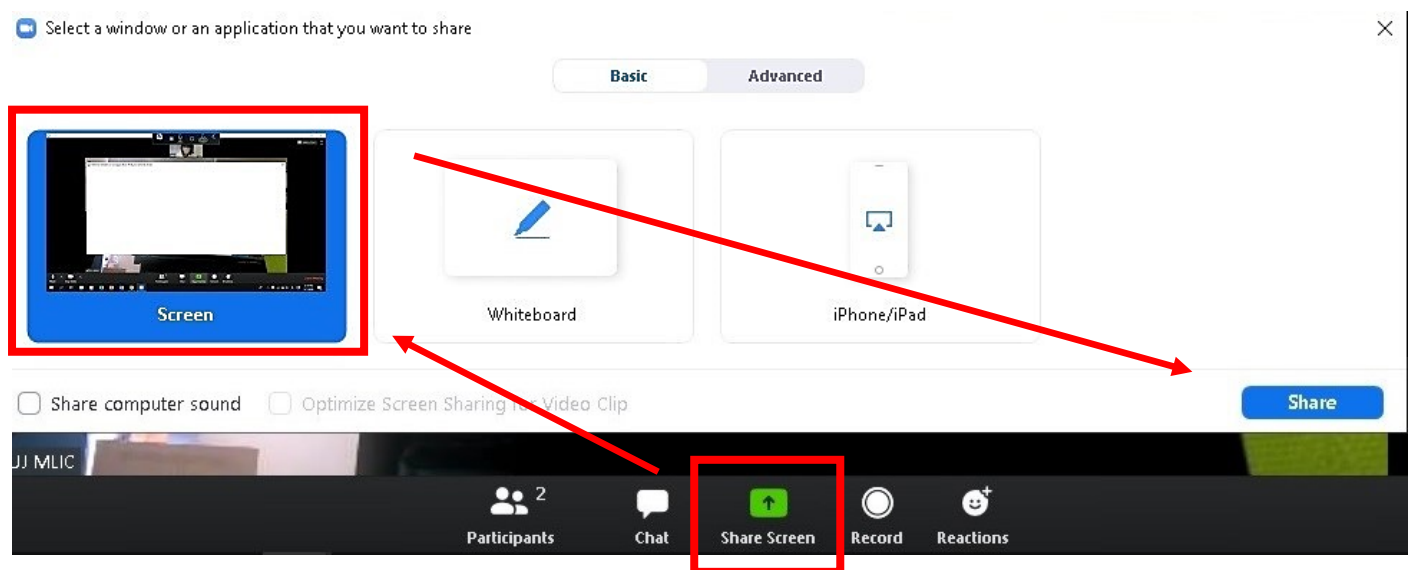 Select a window or an application that you want to share
Basic Advanced
Screen Whiteboard iPhone/iPad
Share computer sound Optimize Screen Sharing for Video Clip Share
JJ MLIC
2
Participants Chat Share Screen Record Reactions